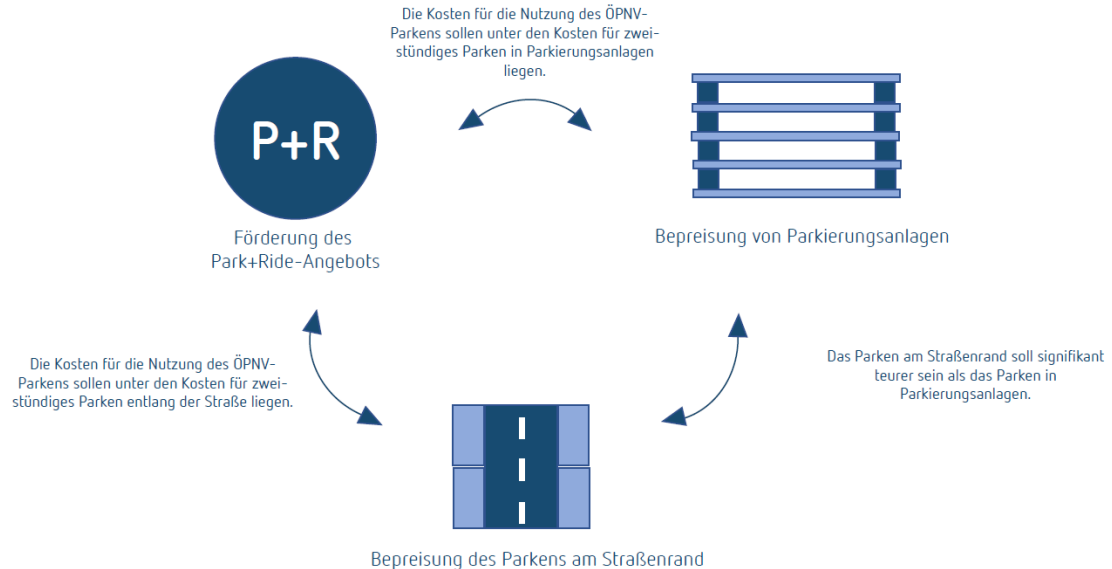 Die Kosten für die Nutzung des ÖPNV-
Parkens sollen unter den Kosten für zwei-
stündiges Parken in Parkierungsanlagen
liegen.
P+R
Förderung des
Park+Ride-Angebots
Bepreisung von Parkierungsanlagen
Die Kosten für die Nutzung des ÖPNV-
Parkens sollen unter den Kosten für zwei-
stündiges Parken entlang der Straße liegen.
Das Parken am Straßenrand soll signifikant
teurer sein als das Parken in
Parkierungsanlagen.
Bepreisung des Parkens am Straßenrand